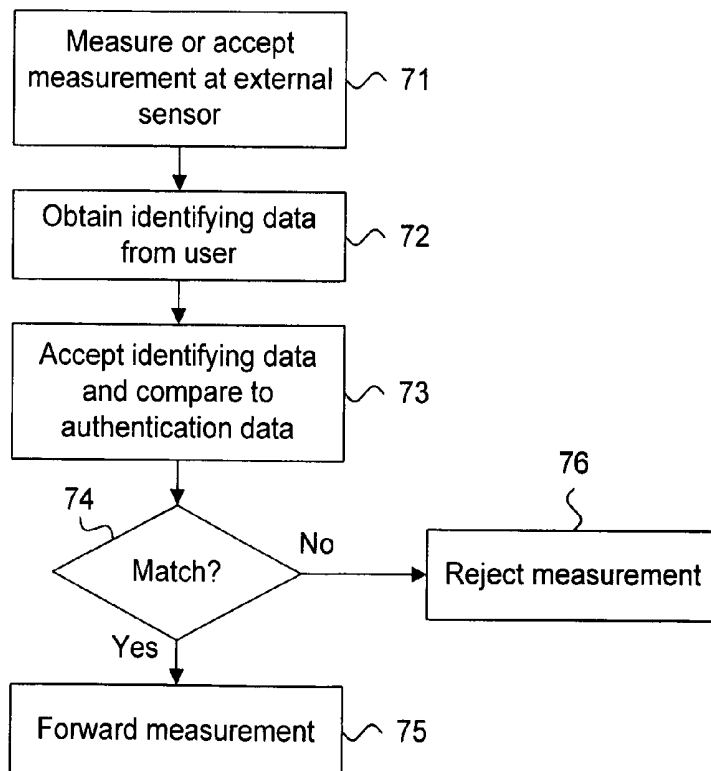 Measure or accept
measurement at external
sensor
71
Obtain identifying data
from user
72
Accept identifying data
and compare to
authentication data
73
74
Match?
No
76
Reject measurement
Yes
Forward measurement
75